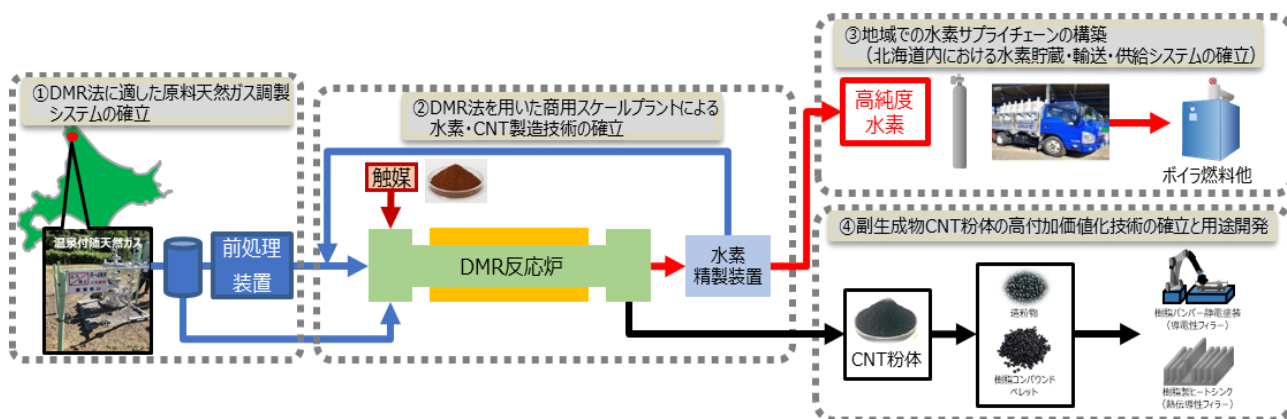 ①DMR法に適した原料天然ガス調製
システムの確立
温泉付随天然ガス
前処理
装置
②DMR法を用いた商用スケールプラントによる
水素・CNT製造技術の確立
触媒
DMR反応炉
水素
精製装置
③地域での水素サプライチェーンの構築
（北海道内における水素貯蔵・輸送・供給システムの確立）
高純度
水素
ボイラ燃料他
④副生成物CNT粉体の高付加価値化技術の確立と用途開発
CNT粉体
造粒物
樹脂コンパウンド
ペレット
樹脂バンパー静電塗装
（導電性フィラー）
樹脂製ヒートシンク
（熱伝導性フィラー）